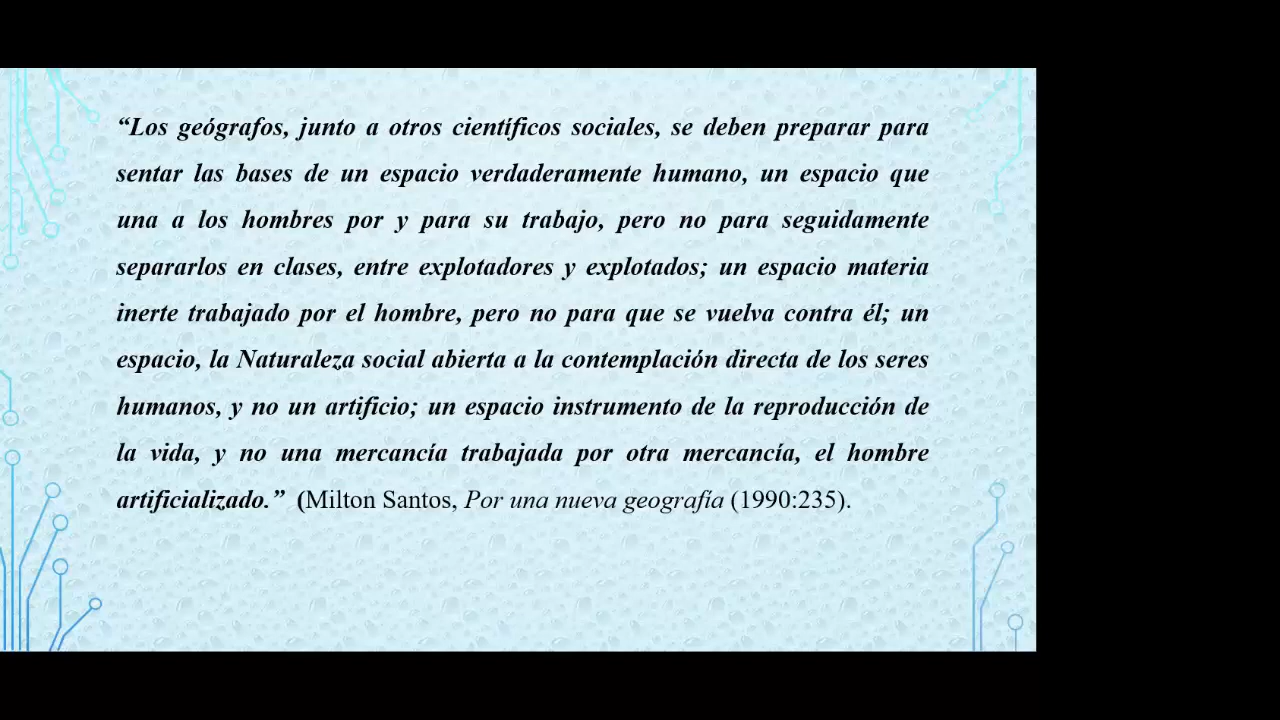 “Los geógrafos, junto a otros científicos sociales, se deben preparar para
sentar las bases de un espacio verdaderamente humano, un espacio que
una a los hombres por y para su trabajo, pero no para seguidamente
separarlos en clases, entre explotadores y explotados; un espacio materia
inerte trabajado por el hombre, pero no para que se vuelva contra él; un
espacio, la Naturaleza social abierta a la contemplación directa de los seres
humanos, y no un artificio; un espacio instrumento de la reproducción de
la vida, y no una mercancía trabajada por otra mercancía, el hombre
artificializado.” (Milton Santos, Por una nueva geografía (1990:235).